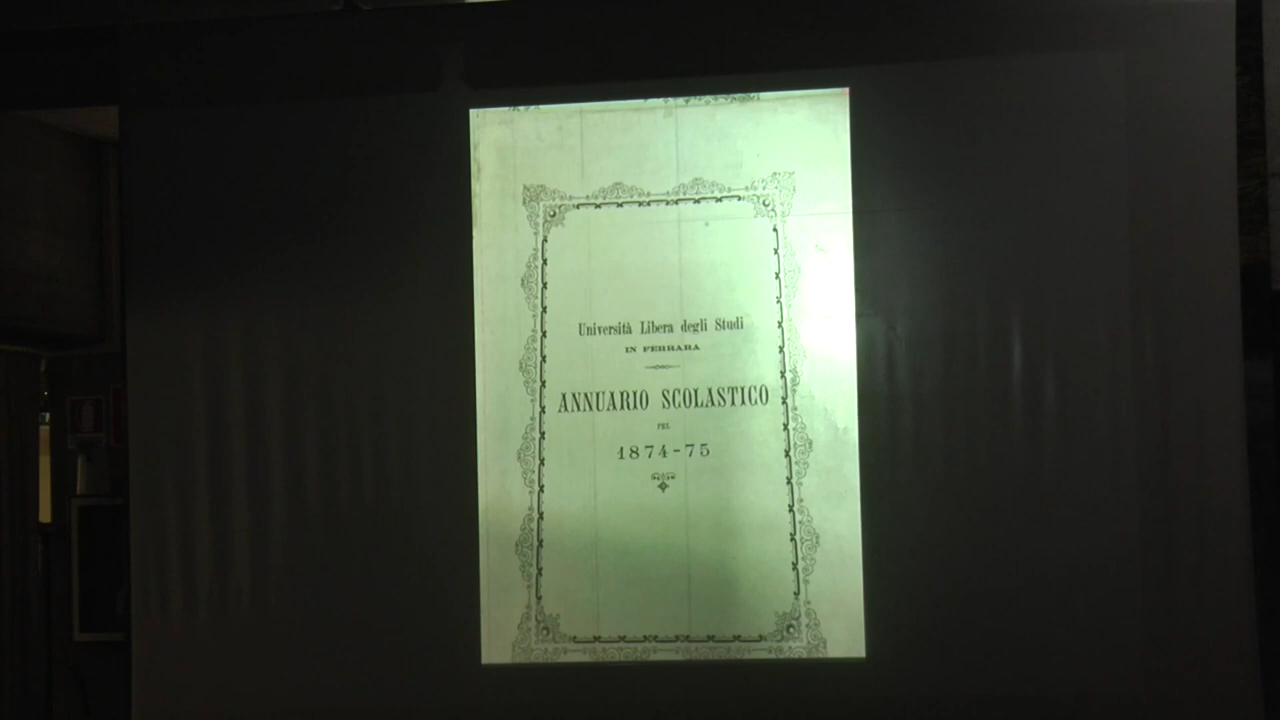 Università Libera degli Studi
IN FERRARA
ANNUARIO SCOLASTICO
PEL
1874-75